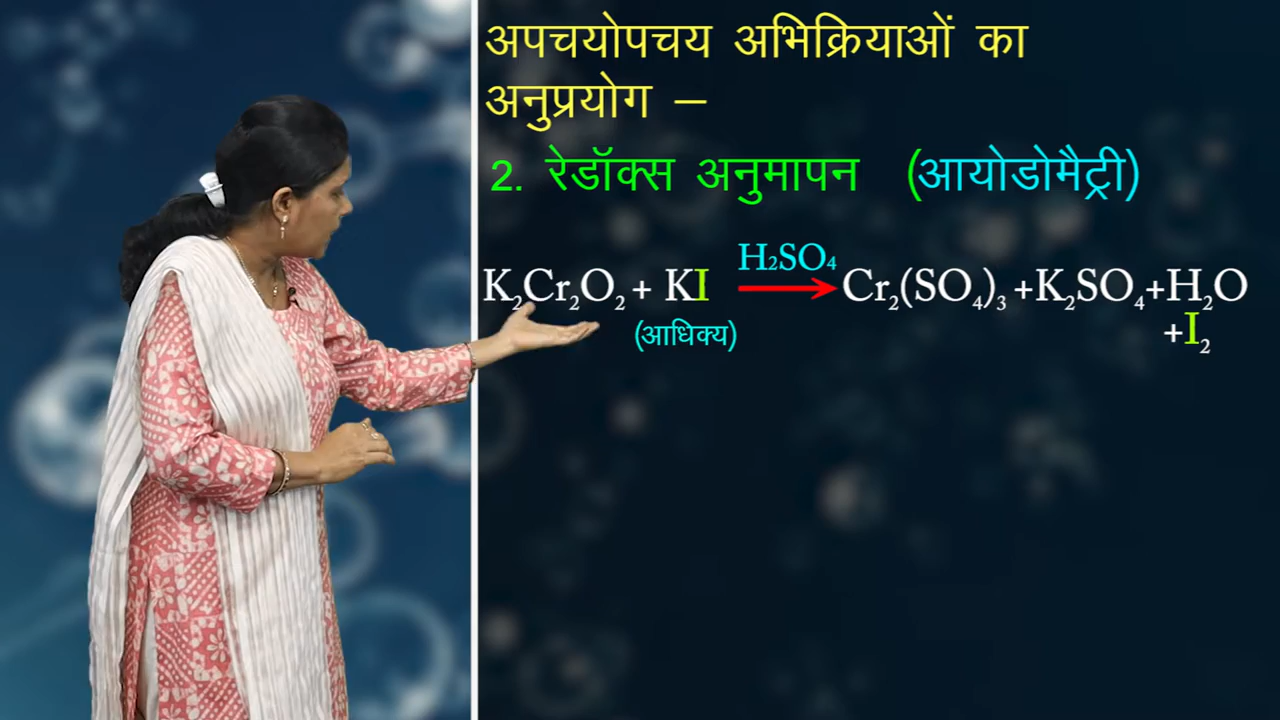 अपचयोपचय अभिक्रियाओं का
अनुप्रयोग –
2. रेडॉक्स अनुमापन (आयोडोमैट्री)
H₂SO₄
K₂Cr₂O₂ + KI → Cr₂(SO₄)₃ +K₂SO₄+H₂O
(आधिक्य)
+I₂